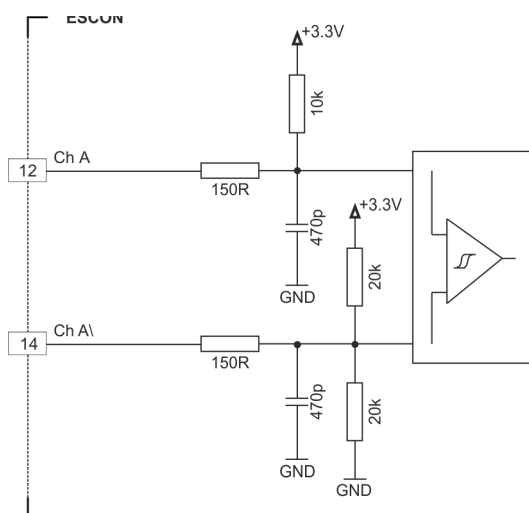 ESCON
+3.3V
10k
12
Ch A
150R
470p
GND
+3.3V
20k
14
Ch A\
150R
470p
20k
GND
GND